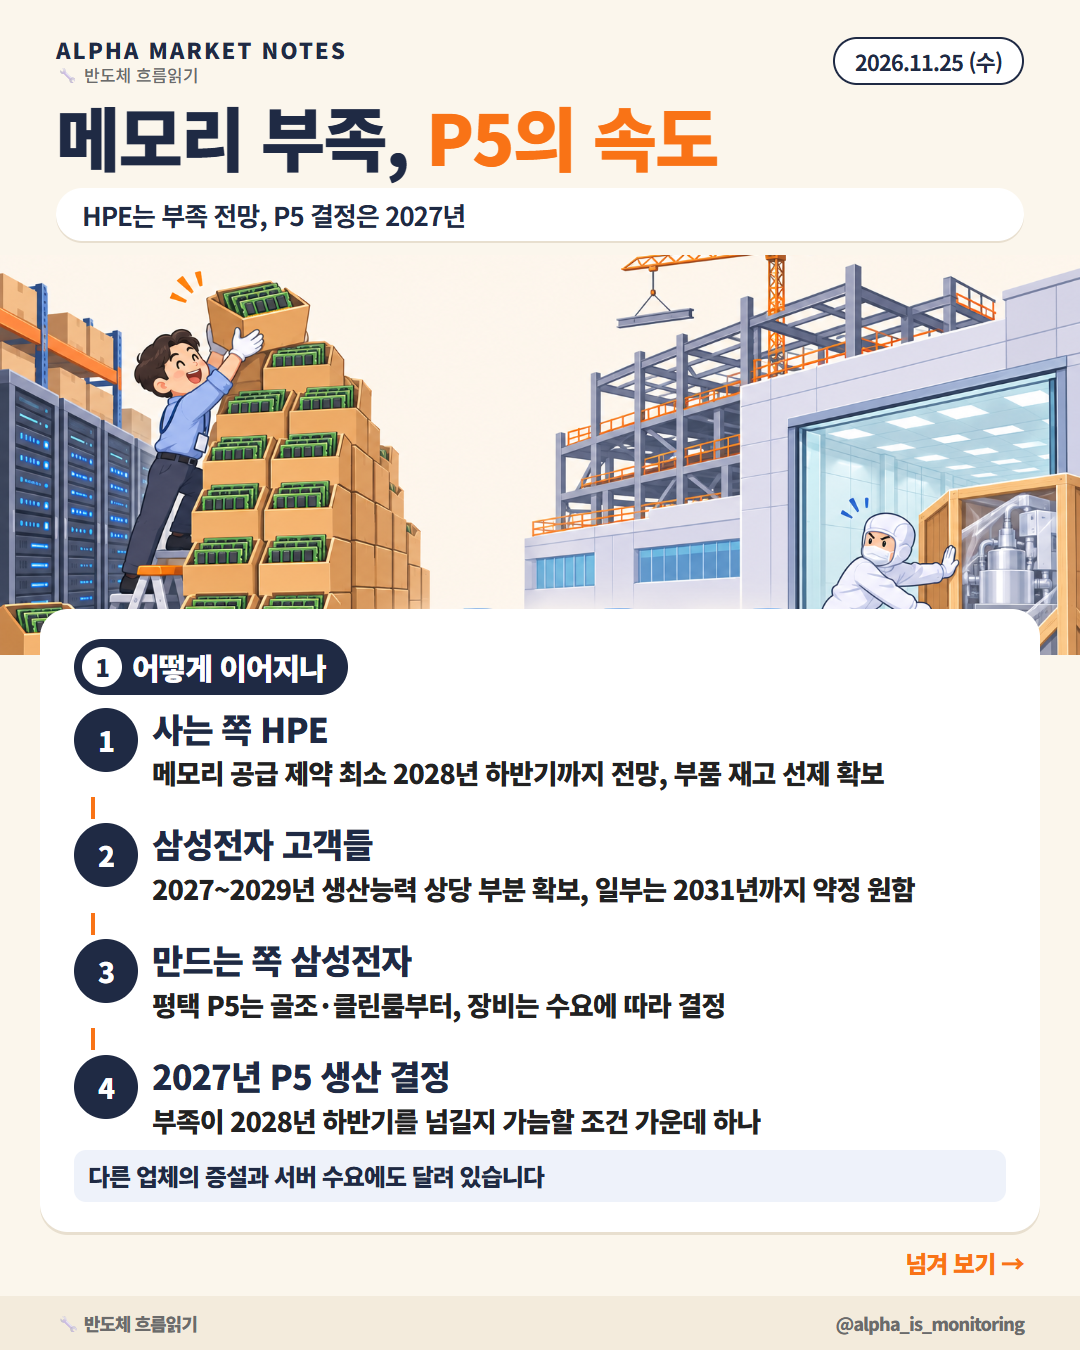 ALPHA MARKET NOTES
반도체 흐름읽기
2026.11.25 (수)
메모리 부족, P5의 속도
HPE는 부족 전망, P5 결정은 2027년
1 어떻게 이어지나
1 사는 쪽 HPE
메모리 공급 제약 최소 2028년 하반기까지 전망, 부품 재고 선제 확보
2 삼성전자 고객들
2027~2029년 생산능력 상당 부분 확보, 일부는 2031년까지 약정 원함
3 만드는 쪽 삼성전자
평택 P5는 골조·클린룸부터, 장비는 수요에 따라 결정
4 2027년 P5 생산 결정
부족이 2028년 하반기를 넘길지 가늠할 조건 가운데 하나
다른 업체의 증설과 서버 수요에도 달려 있습니다
넘겨 보기 →
반도체 흐름읽기
@alpha_is_monitoring